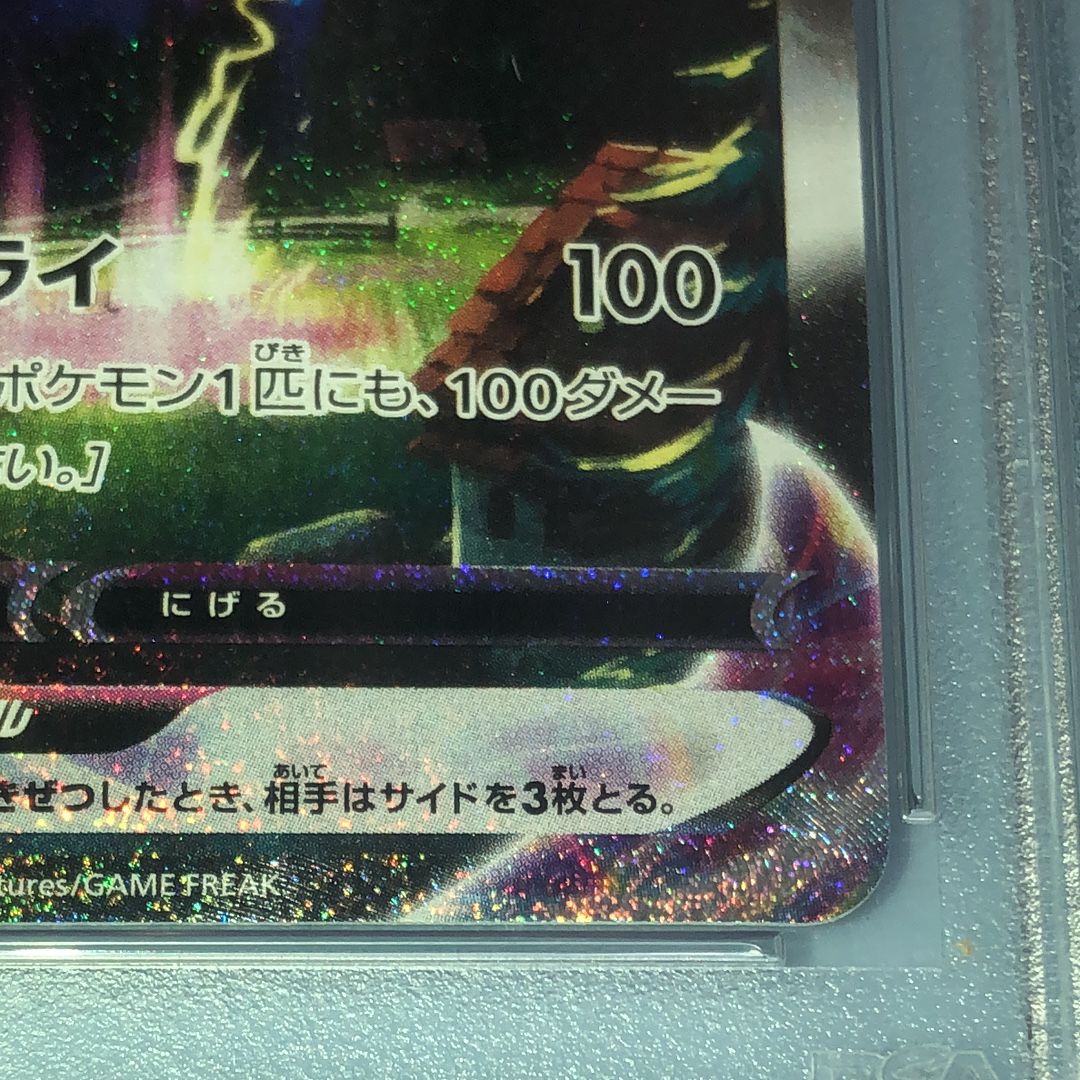 ライ 100
ポケモン1匹にも、100ダメー
い。]
にげる
ル
きぜつしたとき、相手はサイドを3枚とる。
tures/GAME FREAK
PSA